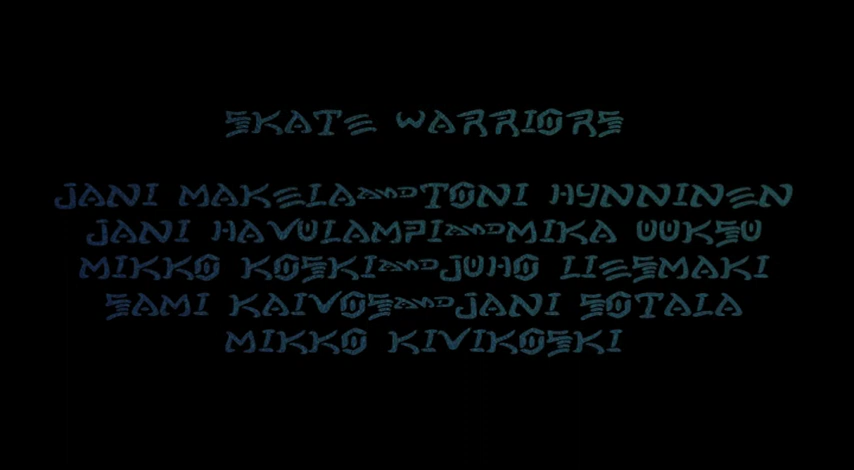 SKATE WARRIORS
JANI MAKELA AND TONI HYNNINEN
JANI HAVULAMPI AND MIKA UUKSU
MIKKO KOSKI AND JUHO LIESMAKI
SAMI KAIVOS AND JANI SOTALA
MIKKO KIVIKOSKI